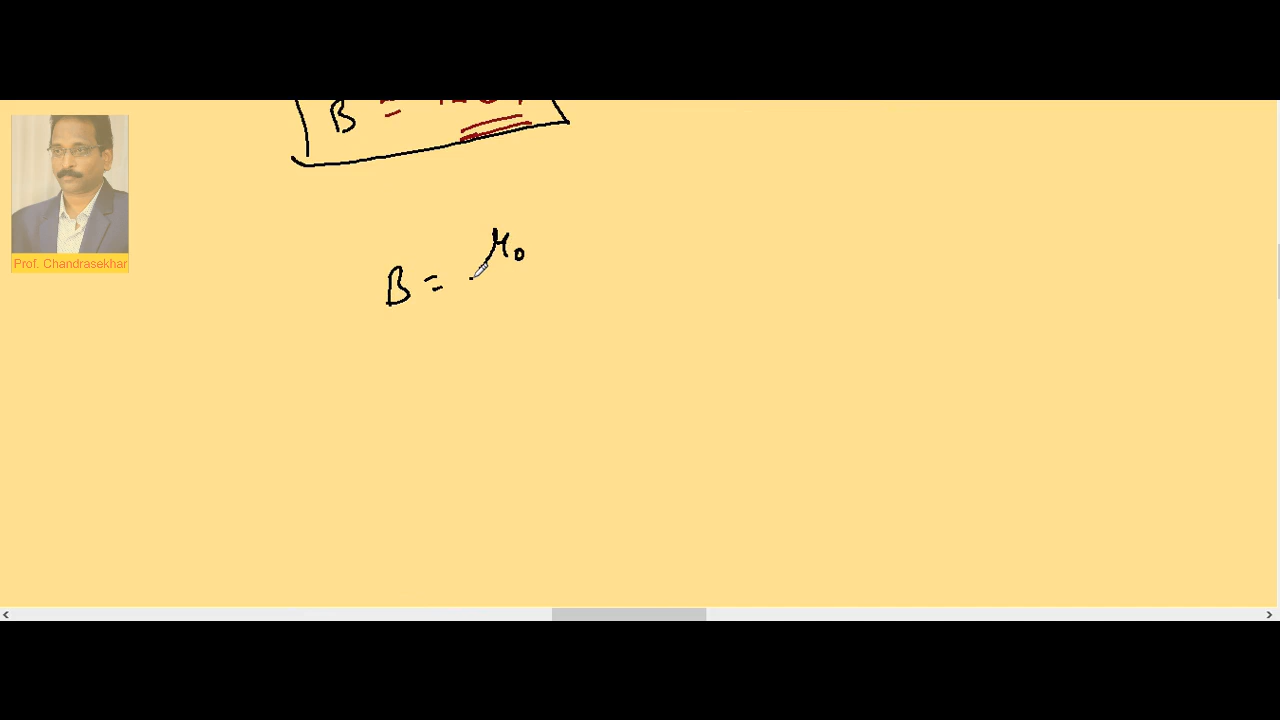 B =
Prof. Chandrasekhar
B = μ₀